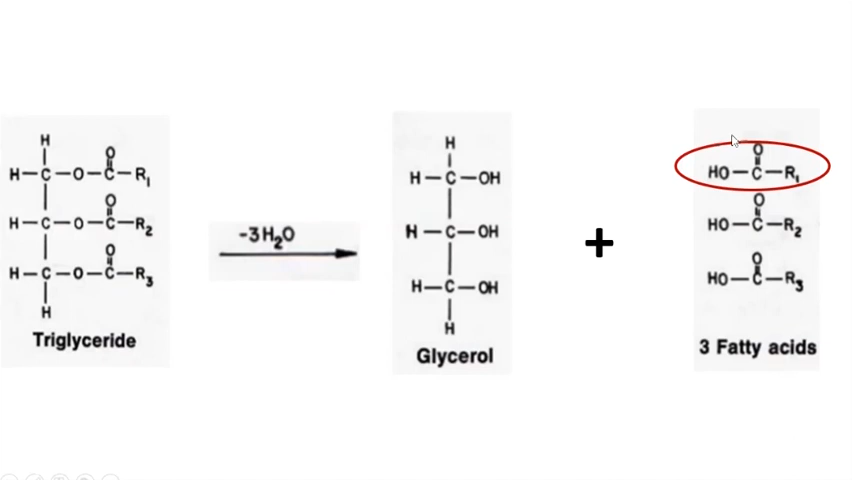 H
H—C—O—C—R₁
O
H—C—O—C—R₂
O
H—C—O—C—R₃
O
H
Triglyceride
-3H₂O
H
H—C—OH
H—C—OH
H—C—OH
H
Glycerol
+
O
HO—C—R₁
O
HO—C—R₂
O
HO—C—R₃
3 Fatty acids